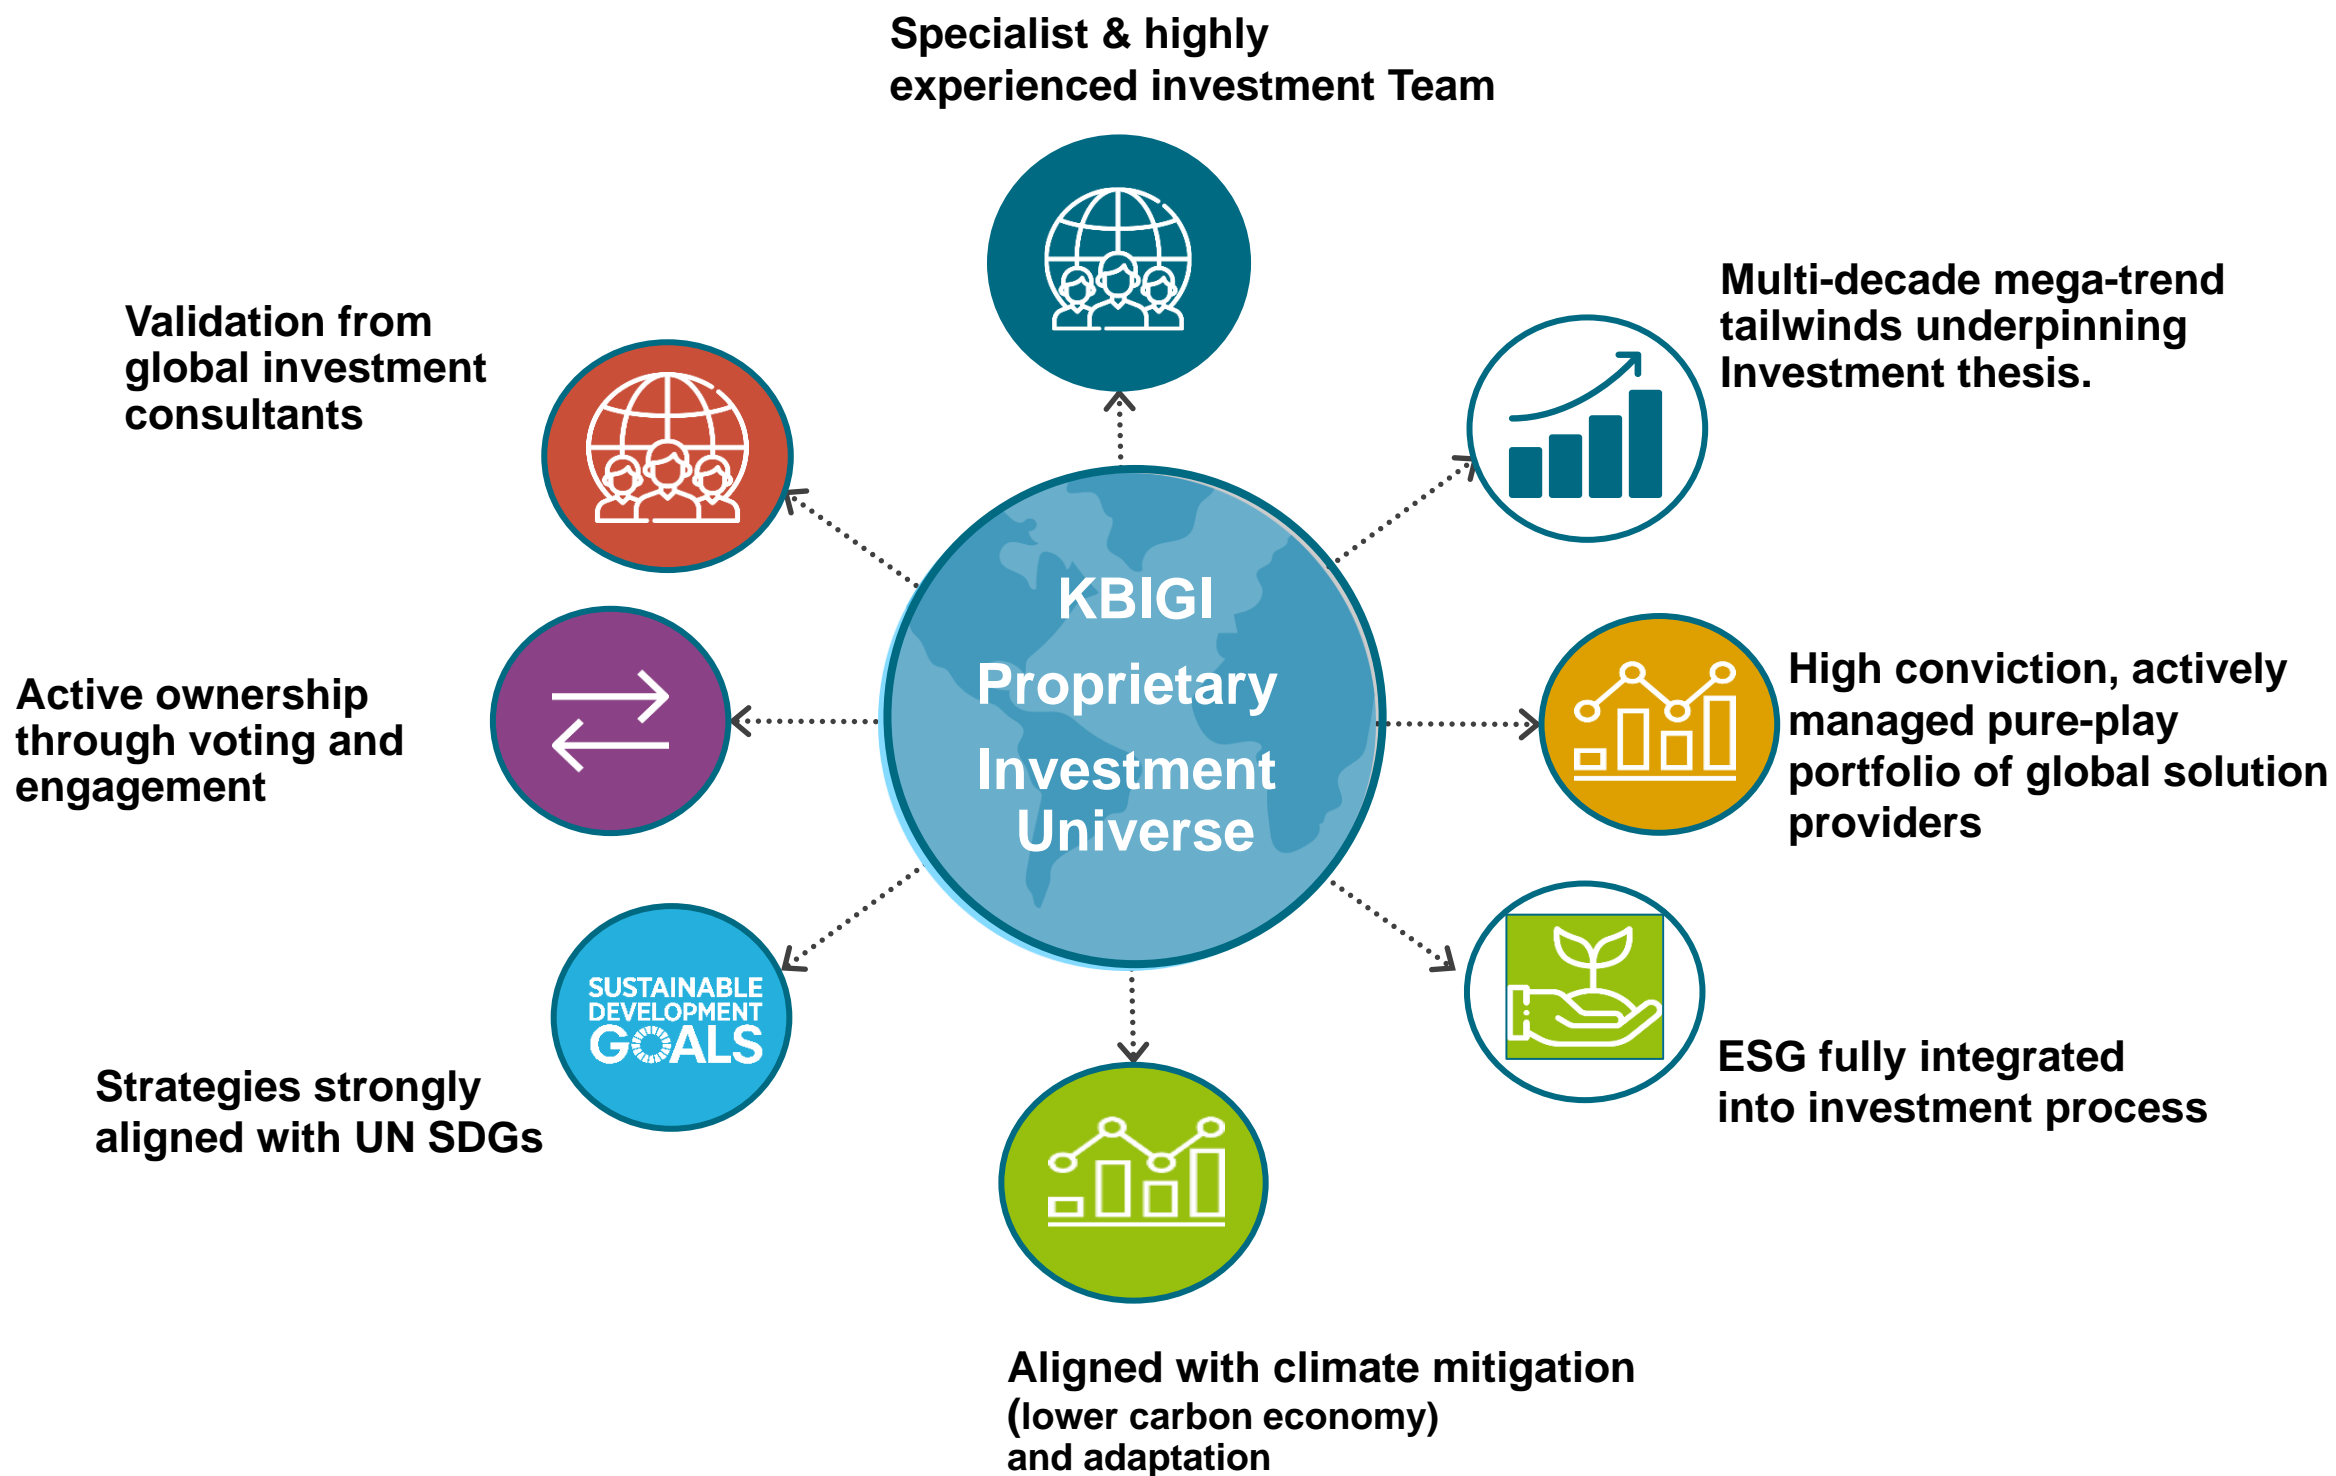 Specialist & highly
experienced investment Team
Validation from
global investment
consultants
Multi-decade mega-trend
tailwinds underpinning
Investment thesis.
KBIGI
Proprietary
Investment
Universe
Active ownership
through voting and
engagement
High conviction, actively
managed pure-play
portfolio of global solution
providers
SUSTAINABLE
DEVELOPMENT
GOALS
Strategies strongly
aligned with UN SDGs
ESG fully integrated
into investment process
Aligned with climate mitigation
(lower carbon economy)
and adaptation